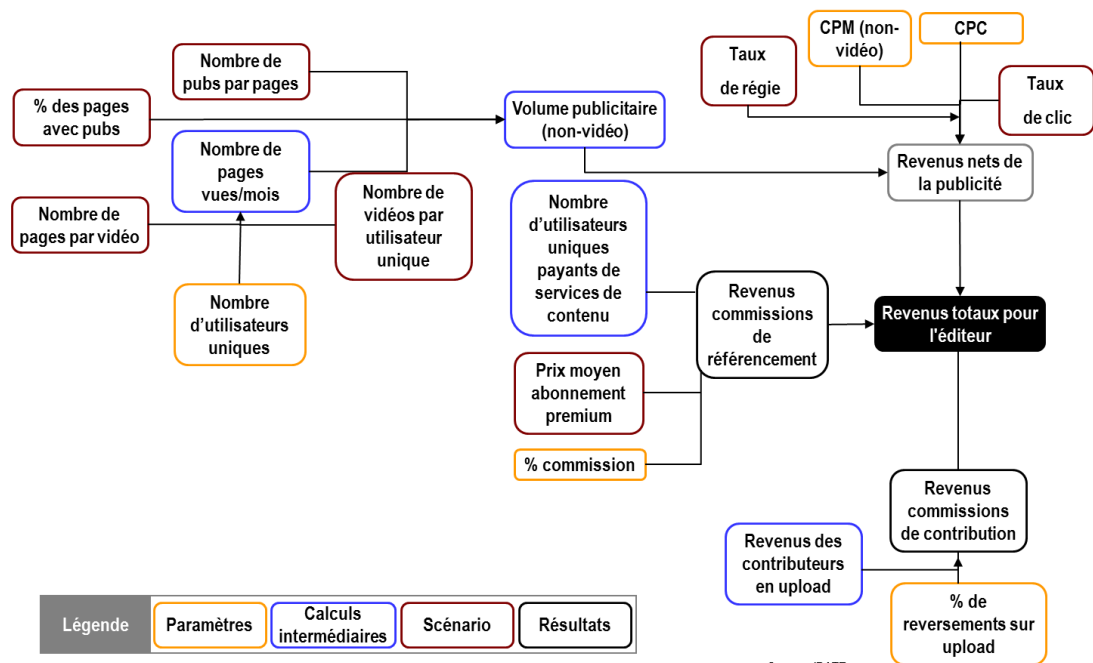 Nombre de
pubs par pages
% des pages
avec pubs
Nombre de
pages
vues/mois
Nombre de
pages par vidéo
Nombre de
vidéos par
utilisateur
unique
Nombre
d’utilisateurs
uniques
Volume publicitaire
(non-vidéo)
Taux
de régie
CPM (non-
vidéo)
CPC
Taux
de clic
Revenus nets de
la publicité
Nombre
d’utilisateurs
uniques
payants de
services de
contenu
Revenus
commissions
de
référencement
Revenus totaux pour
l'éditeur
Prix moyen
abonnement
premium
% commission
Revenus
commissions
de contribution
Revenus des
contributeurs
en upload
% de
reversements sur
upload
Légende
Paramètres
Calculs
intermédiaires
Scénario
Résultats